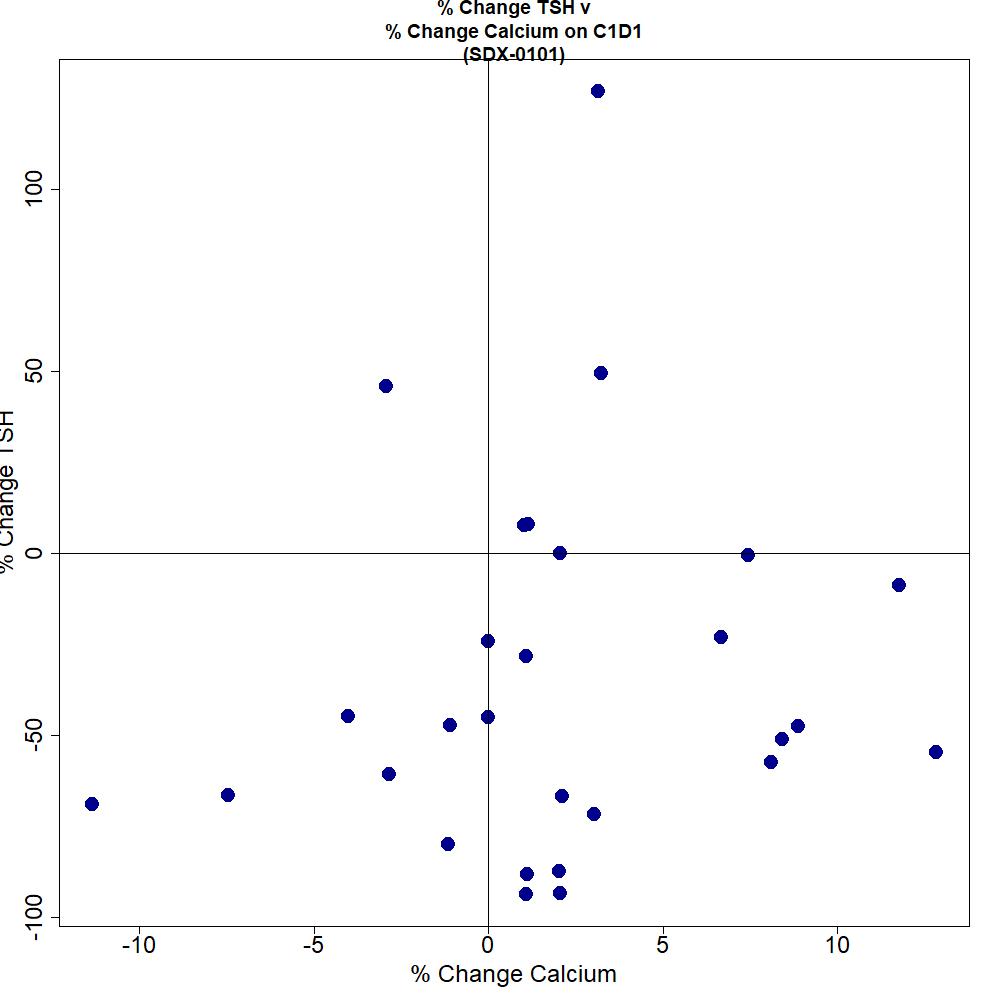 % Change TSH v
% Change Calcium on C1D1
(SDX-0101)
% Change TSH
100
50
0
-50
-100
-10
-5
0
5
10
% Change Calcium